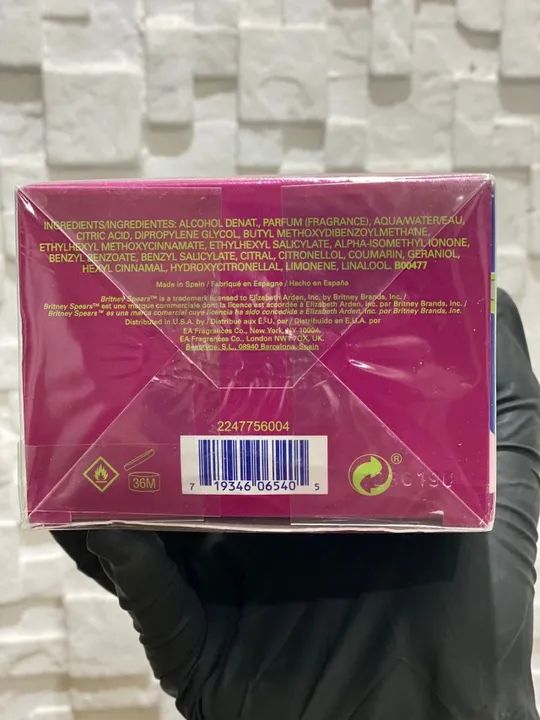 INGREDIENTS/INGREDIENTES: ALCOHOL DENAT., PARFUM (FRAGRANCE), AQUA/WATER/EAU,
CITRIC ACID, DIPROPYLENE GLYCOL, BUTYL METHOXYDIBENZOYLMETHANE,
ETHYLHEXYL METHOXYCINNAMATE, ETHYLHEXYL SALICYLATE, ALPHA-ISOMETHYL IONONE,
BENZYL BENZOATE, BENZYL SALICYLATE, CITRAL, CITRONELLOL, COUMARIN, GERANIOL,
HEXYL CINNAMAL, HYDROXYCITRONELLAL, LIMONENE, LINALOOL. B00477
Made in Spain / Fabriqué en Espagne / Hacho en España
Britney Spears™ is a trademark licensed to Elizabeth Arden, Inc. by Britney Brands, Inc. /
Britney Spears™ est une marque commerciale dont la licence est accordée à Elizabeth Arden, Inc. par Britney Brands, Inc. /
Britney Spears™ es una marca comercial cuya licencia ha sido concedida a Elizabeth Arden, Inc. por Britney Brands, Inc.
Distributed in U.S.A. by / Distribué aux É.-U. par / Distribuido en E.U.A. por
EA Fragrances Co., New York, NY 10004.
EA Fragrances Co., London NW1 7QX, U.K.
Beautyge, S.L., 08940 Barcelona, Spain
2247756004
36M
7 19346 06540 5
®